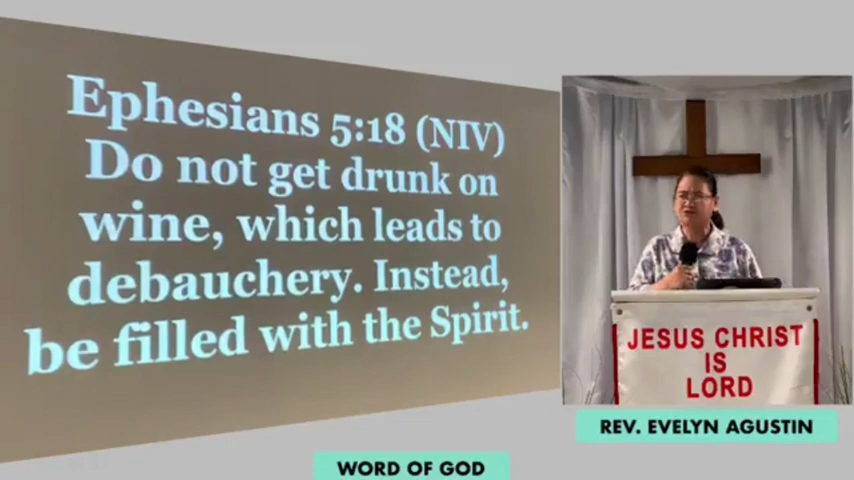 Ephesians 5:18 (NIV)
Do not get drunk on
wine, which leads to
debauchery. Instead,
be filled with the Spirit.
JESUS CHRIST
IS
LORD
REV. EVELYN AGUSTIN
WORD OF GOD